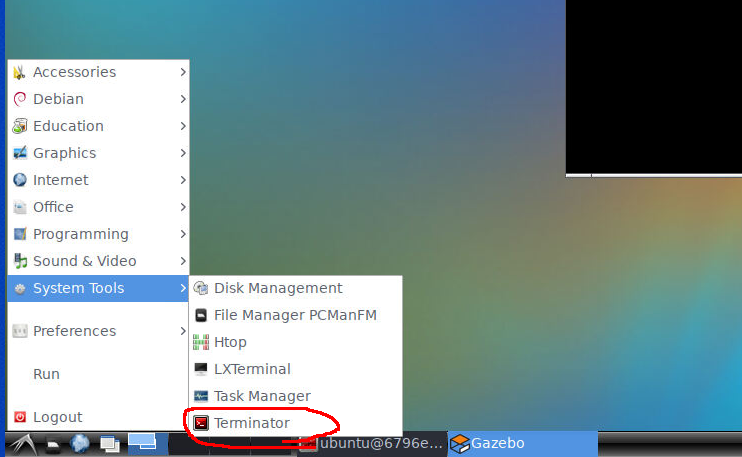 Accessories
Debian
Education
Graphics
Internet
Office
Programming
Sound & Video
System Tools
Preferences
Run
Logout
Disk Management
File Manager PCManFM
Htop
LXTerminal
Task Manager
Terminator
ubuntu@6796e...
Gazebo